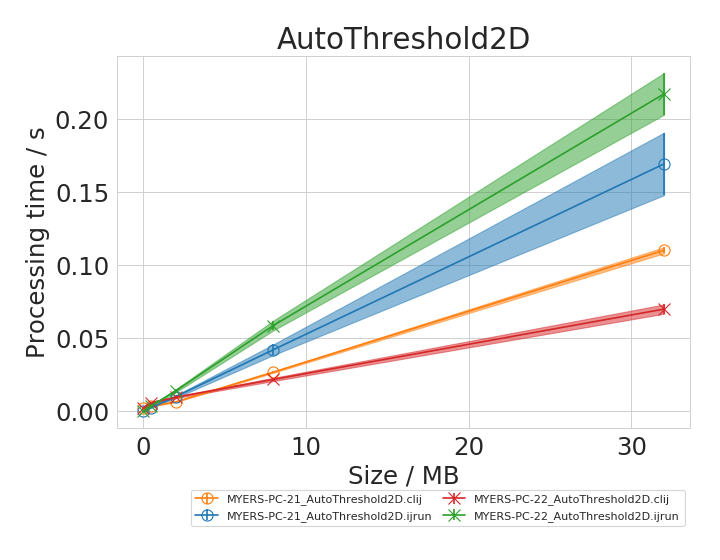 AutoThreshold2D
Processing time / s
0.20
0.15
0.10
0.05
0.00
0 10 20 30
Size / MB
MYERS-PC-21_AutoThreshold2D.clij MYERS-PC-22_AutoThreshold2D.clij
MYERS-PC-21_AutoThreshold2D.ijrun MYERS-PC-22_AutoThreshold2D.ijrun